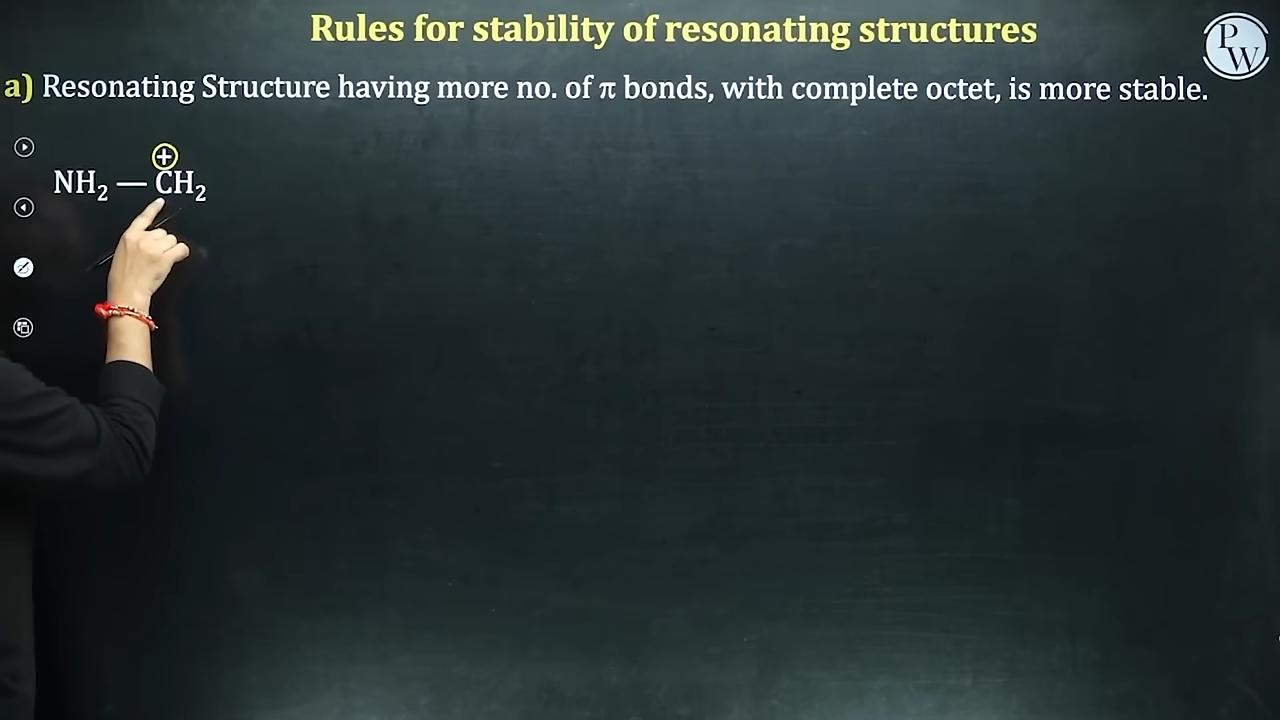 Rules for stability of resonating structures
PW
a) Resonating Structure having more no. of π bonds, with complete octet, is more stable.
⊕
NH₂ — CH₂